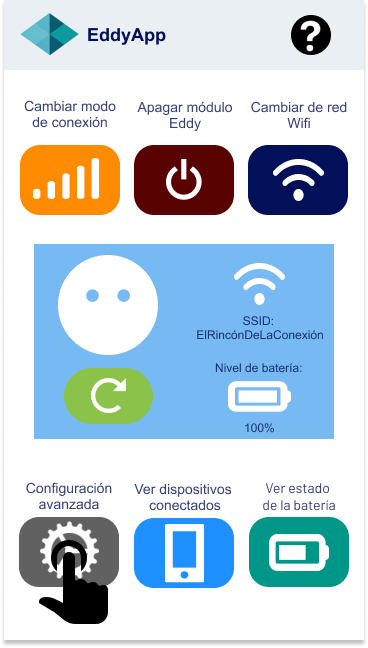 EddyApp
?
Cambiar modo
de conexión
Apagar módulo
Eddy
Cambiar de red
Wifi
SSID:
ElRincónDeLaConexión
Nivel de batería:
100%
Configuración
avanzada
Ver dispositivos
conectados
Ver estado
de la batería